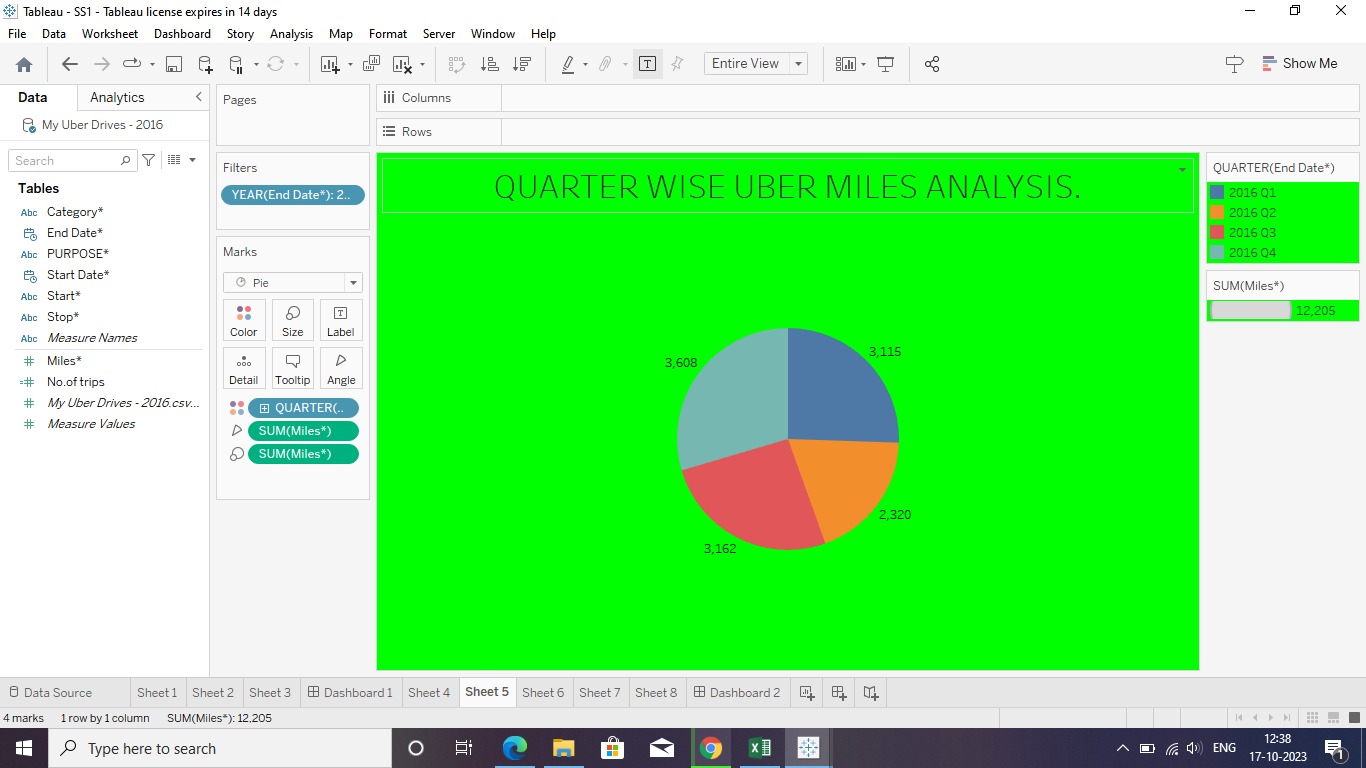 Tableau - SS1 - Tableau license expires in 14 days
File Data Worksheet Dashboard Story Analysis Map Format Server Window Help
Entire View
Show Me
Data Analytics
My Uber Drives - 2016
Search
Tables
Abc Category*
End Date*
Abc PURPOSE*
Start Date*
Abc Start*
Abc Stop*
Abc Measure Names
Miles*
No.of trips
My Uber Drives - 2016.csv...
Measure Values
Pages
Filters
YEAR(End Date*): 2..
Marks
Pie
Color Size Label
Detail Tooltip Angle
QUARTER(..
SUM(Miles*)
SUM(Miles*)
Columns
Rows
QUARTER WISE UBER MILES ANALYSIS.
3,608
3,115
2,320
3,162
QUARTER(End Date*)
2016 Q1
2016 Q2
2016 Q3
2016 Q4
SUM(Miles*)
12,205
Data Source Sheet 1 Sheet 2 Sheet 3 Dashboard 1 Sheet 4 Sheet 5 Sheet 6 Sheet 7 Sheet 8 Dashboard 2
4 marks 1 row by 1 column SUM(Miles*): 12,205
Type here to search
ENG
12:38
17-10-2023
1